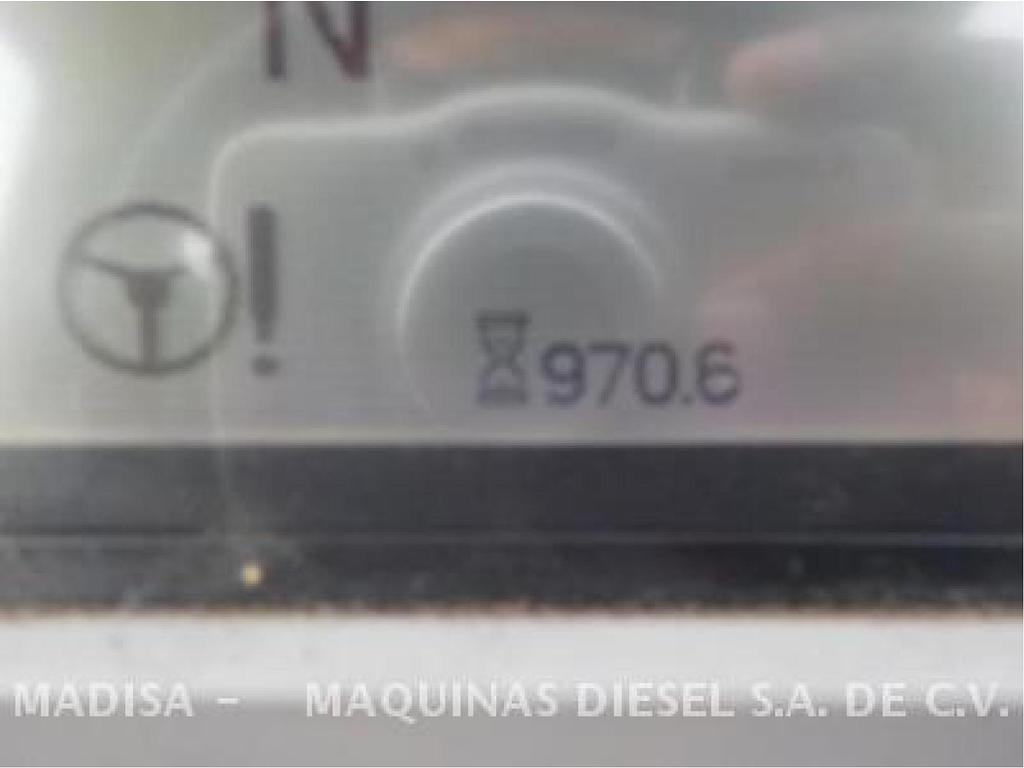 N
970.6
MADISA - MAQUINAS DIESEL S.A. DE C.V.